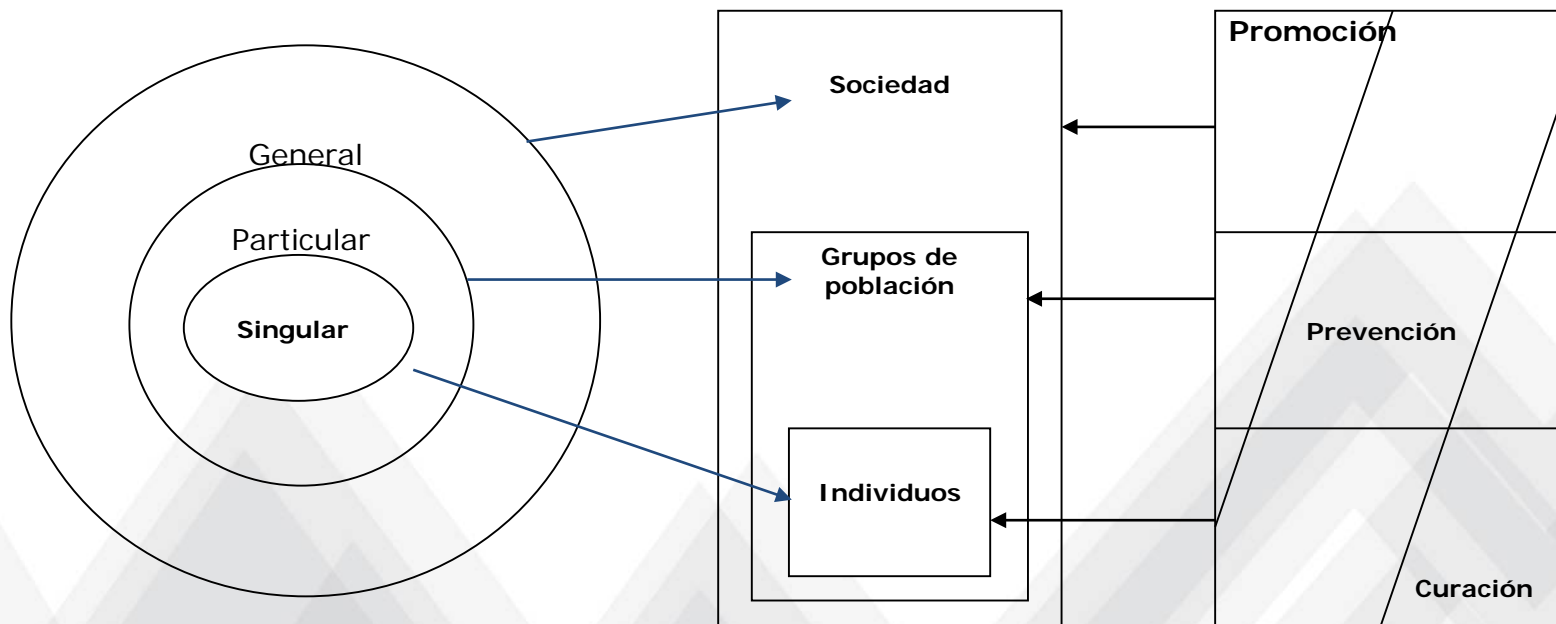 General
Particular
Singular
Sociedad
Grupos de
población
Individuos
Promoción
Prevención
Curación